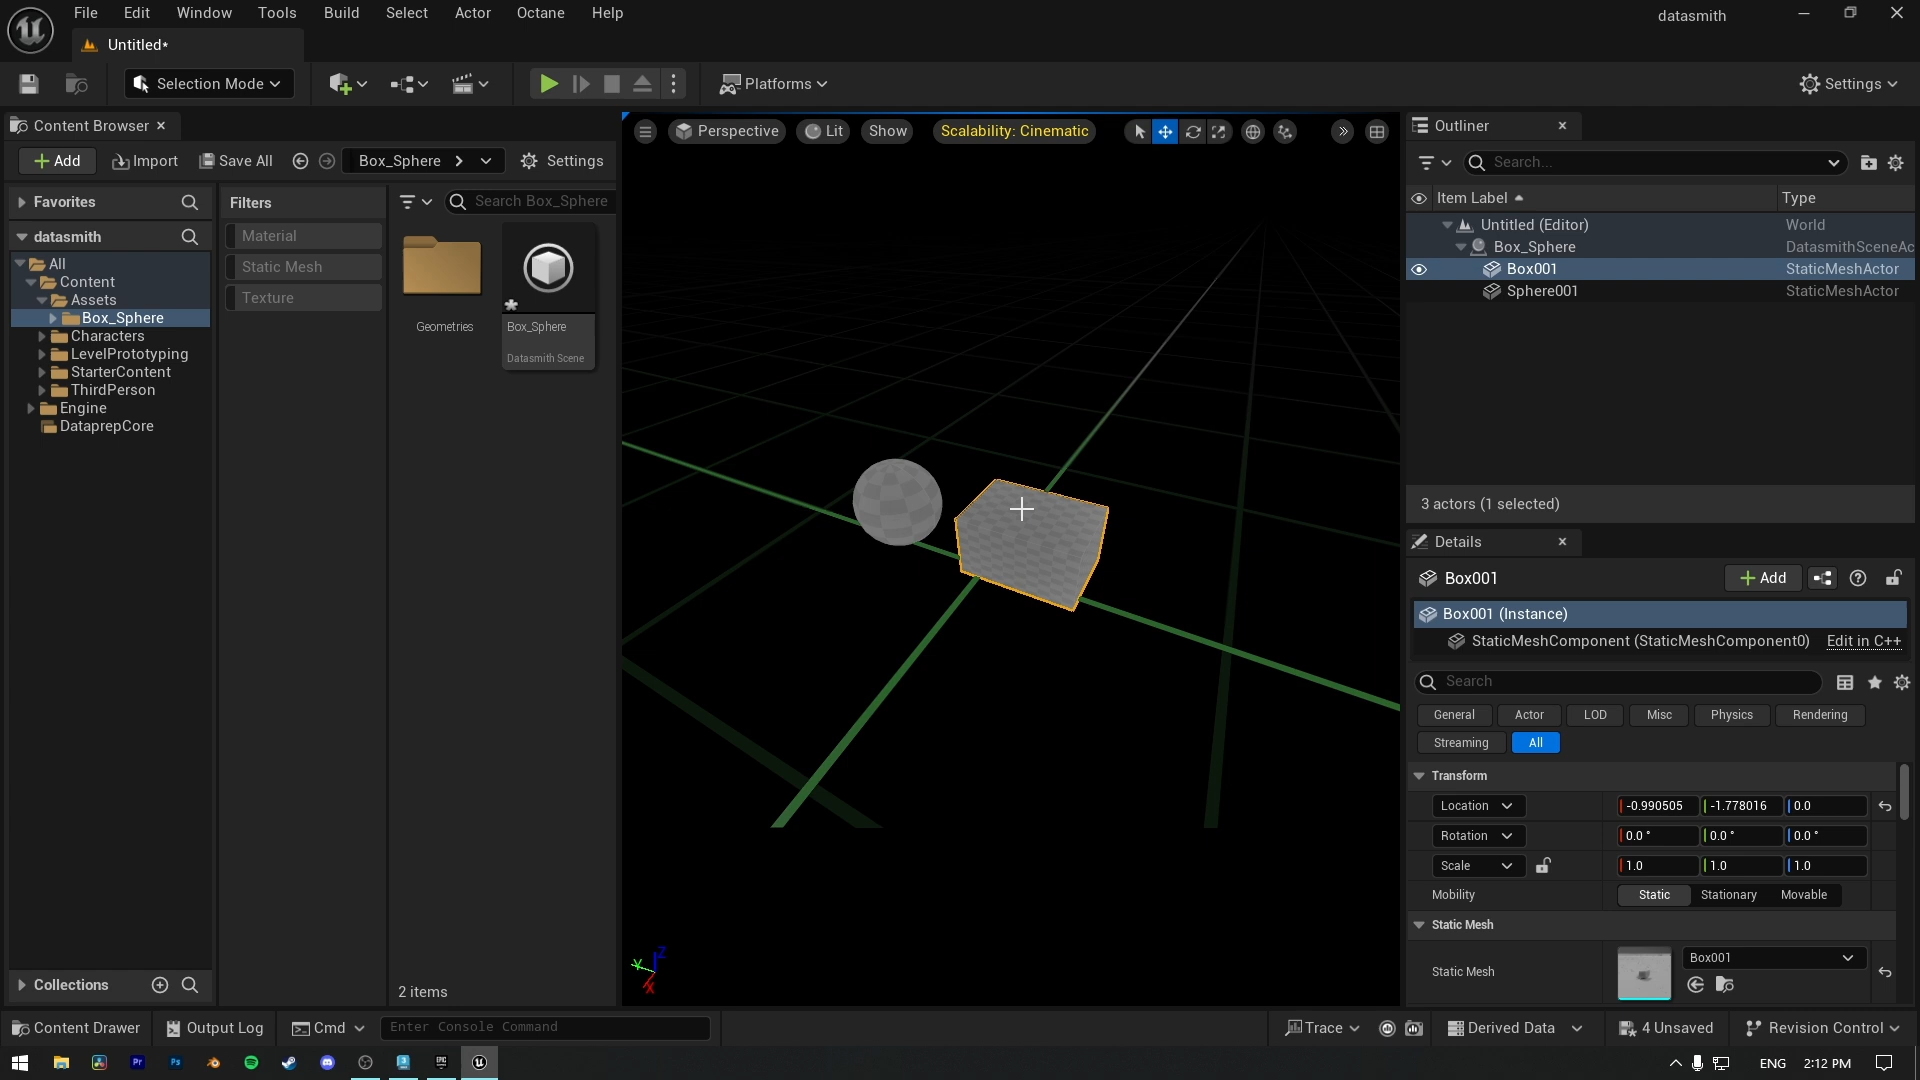 File Edit Window Tools Build Select Actor Octane Help
datasmith
Untitled*
Selection Mode
Platforms
Settings
Content Browser
Add Import Save All Box_Sphere Settings
Favorites
datasmith
All
Content
Assets
Box_Sphere
Characters
LevelPrototyping
StarterContent
ThirdPerson
Engine
DataprepCore
Collections
Filters
Material
Static Mesh
Texture
Search Box_Sphere
Geometries
Box_Sphere
Datasmith Scene
2 items
Perspective Lit Show Scalability: Cinematic
Z
Y
X
Outliner
Search...
Item Label Type
Untitled (Editor) World
Box_Sphere DatasmithSceneAc
Box001 StaticMeshActor
Sphere001 StaticMeshActor
3 actors (1 selected)
Details
Box001 Add
Box001 (Instance)
StaticMeshComponent (StaticMeshComponent0) Edit in C++
Search
General Actor LOD Misc Physics Rendering
Streaming All
Transform
Location -0.990505 -1.778016 0.0
Rotation 0.0 ° 0.0 ° 0.0 °
Scale 1.0 1.0 1.0
Mobility Static Stationary Movable
Static Mesh
Static Mesh Box001
Content Drawer Output Log Cmd Enter Console Command Trace Derived Data 4 Unsaved Revision Control
Pr Ps 3 EPIC ENG 2:12 PM